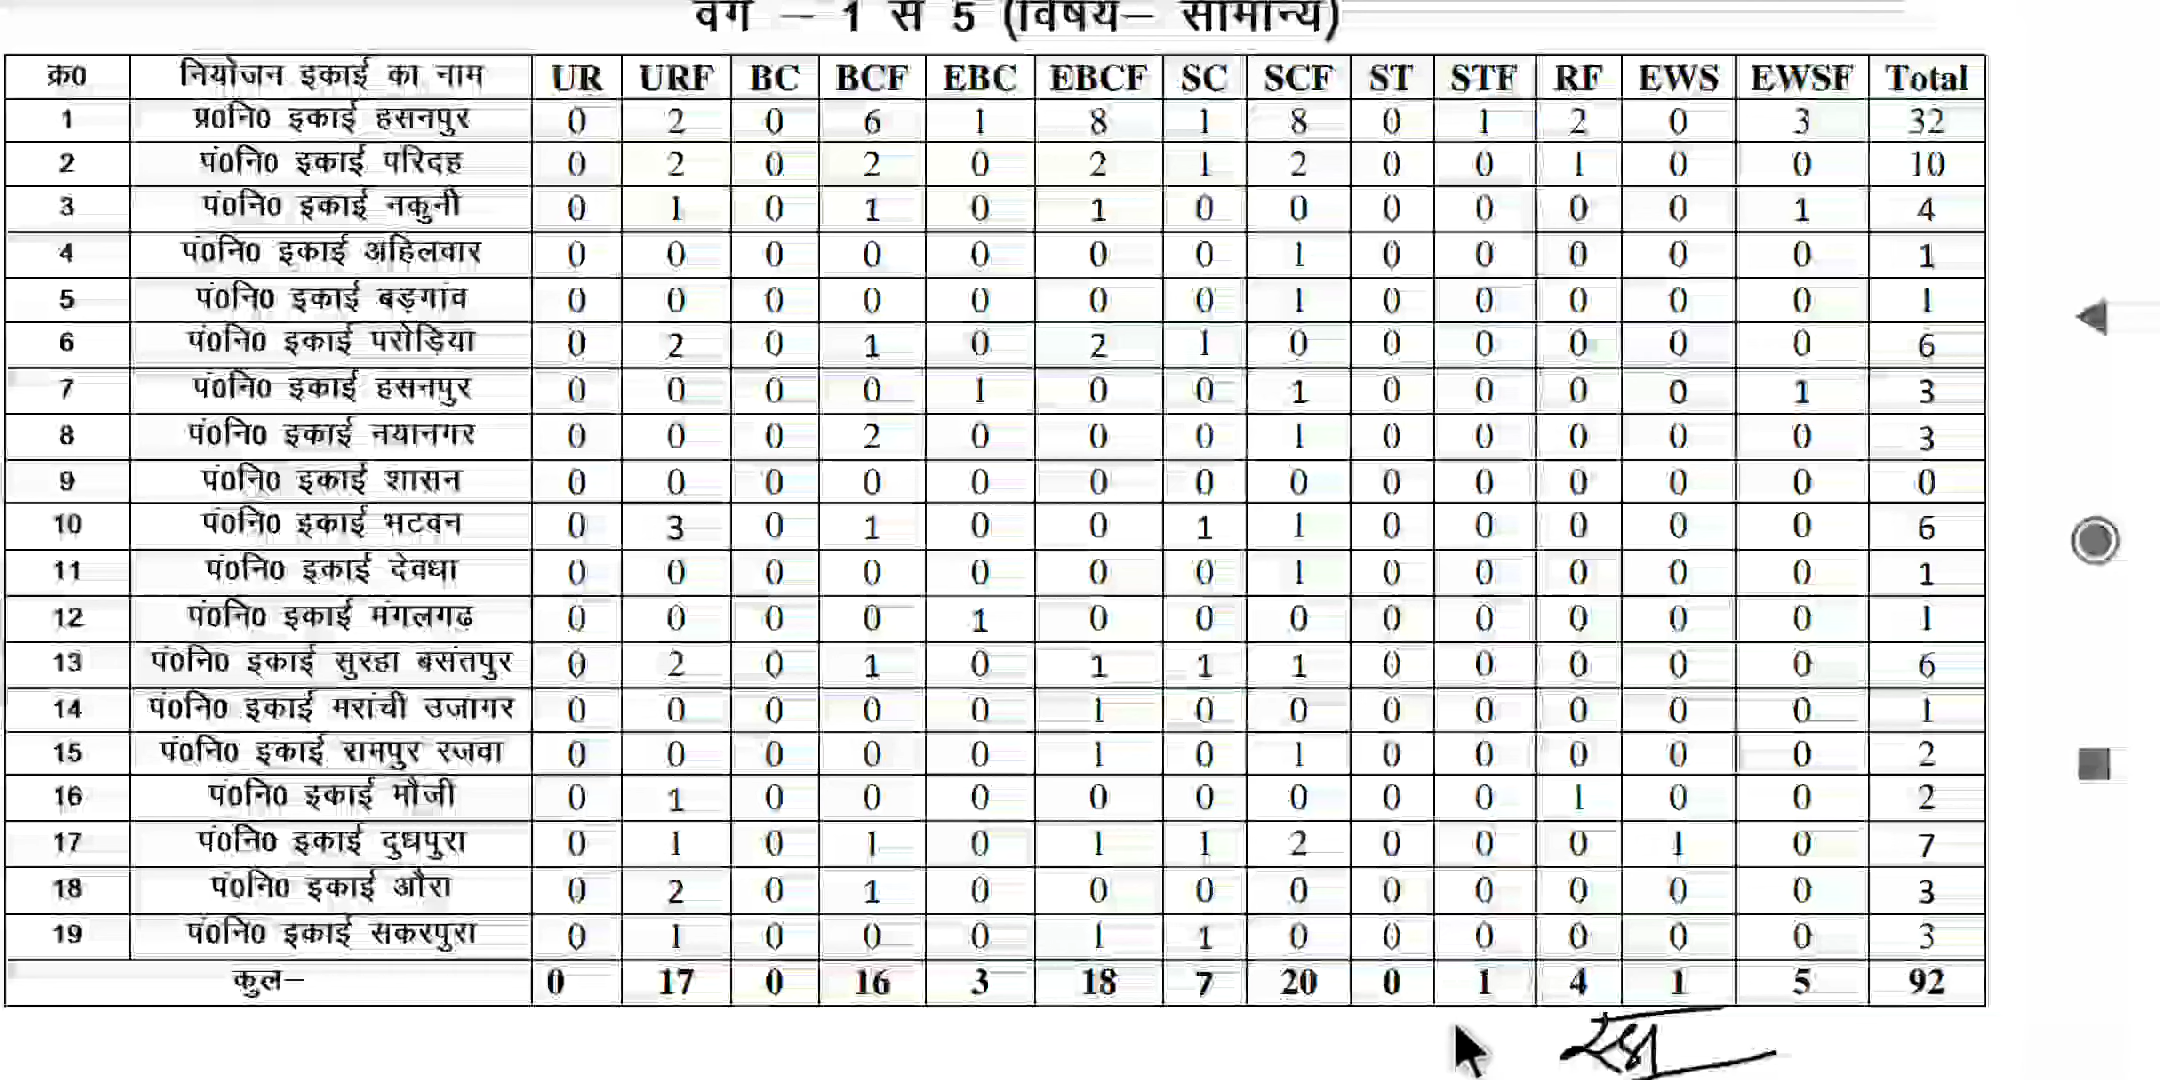 वर्ग – 1 से 5 (विषय– सामान्य)
क्र0 नियोजन इकाई का नाम UR URF BC BCF EBC EBCF SC SCF ST STF RF EWS EWSF Total
1 प्र0नि0 इकाई हसनपुर 0 2 0 6 1 8 1 8 0 1 2 0 3 32
2 पं0नि0 इकाई परिदह 0 2 0 2 0 2 1 2 0 0 1 0 0 10
3 पं0नि0 इकाई नकुनी 0 1 0 1 0 1 0 0 0 0 0 0 1 4
4 पं0नि0 इकाई अहिलवार 0 0 0 0 0 0 0 1 0 0 0 0 0 1
5 पं0नि0 इकाई बड़गांव 0 0 0 0 0 0 0 1 0 0 0 0 0 1
6 पं0नि0 इकाई परोड़िया 0 2 0 1 0 2 1 0 0 0 0 0 0 6
7 पं0नि0 इकाई हसनपुर 0 0 0 0 1 0 0 1 0 0 0 0 1 3
8 पं0नि0 इकाई नयानगर 0 0 0 2 0 0 0 1 0 0 0 0 0 3
9 पं0नि0 इकाई शासन 0 0 0 0 0 0 0 0 0 0 0 0 0 0
10 पं0नि0 इकाई भटवन 0 3 0 1 0 0 1 1 0 0 0 0 0 6
11 पं0नि0 इकाई देवधा 0 0 0 0 0 0 0 1 0 0 0 0 0 1
12 पं0नि0 इकाई मंगलगढ 0 0 0 0 1 0 0 0 0 0 0 0 0 1
13 पं0नि0 इकाई सुरहा बसंतपुर 0 2 0 1 0 1 1 1 0 0 0 0 0 6
14 पं0नि0 इकाई मरांची उजागर 0 0 0 0 0 1 0 0 0 0 0 0 0 1
15 पं0नि0 इकाई रामपुर रजवा 0 0 0 0 0 1 0 1 0 0 0 0 0 2
16 पं0नि0 इकाई मौजी 0 1 0 0 0 0 0 0 0 0 1 0 0 2
17 पं0नि0 इकाई दुधपुरा 0 1 0 1 0 1 1 2 0 0 0 1 0 7
18 पं0नि0 इकाई औरा 0 2 0 1 0 0 0 0 0 0 0 0 0 3
19 पं0नि0 इकाई सकरपुरा 0 1 0 0 0 1 1 0 0 0 0 0 0 3
कुल– 0 17 0 16 3 18 7 20 0 1 4 1 5 92